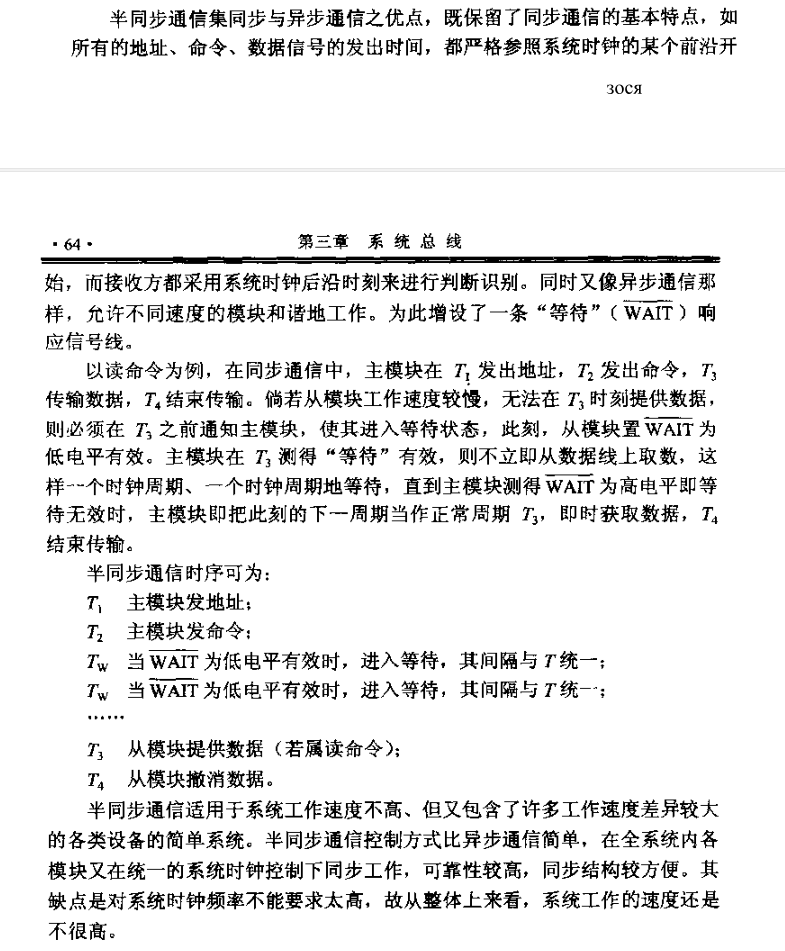 半同步通信集同步与异步通信之优点，既保留了同步通信的基本特点，如
所有的地址、命令、数据信号的发出时间，都严格参照系统时钟的某个前沿开
зося
·64·　第三章　系统总线
始，而接收方都采用系统时钟后沿时刻来进行判断识别。同时又像异步通信那
样，允许不同速度的模块和谐地工作。为此增设了一条“等待”（WAIT）响
应信号线。
以读命令为例，在同步通信中，主模块在 T1 发出地址，T2 发出命令，T3
传输数据，T4 结束传输。倘若从模块工作速度较慢，无法在 T3 时刻提供数据，
则必须在 T3 之前通知主模块，使其进入等待状态，此刻，从模块置 WAIT 为
低电平有效。主模块在 T3 测得“等待”有效，则不立即从数据线上取数，这
样一个时钟周期、一个时钟周期地等待，直到主模块测得 WAIT 为高电平即等
待无效时，主模块即把此刻的下一周期当作正常周期 T3，即时获取数据，T4
结束传输。
半同步通信时序可为：
T1　主模块发地址；
T2　主模块发命令；
TW　当 WAIT 为低电平有效时，进入等待，其间隔与 T 统一；
TW　当 WAIT 为低电平有效时，进入等待，其间隔与 T 统一；
……
T3　从模块提供数据（若属读命令）；
T4　从模块撤消数据。
半同步通信适用于系统工作速度不高、但又包含了许多工作速度差异较大
的各类设备的简单系统。半同步通信控制方式比异步通信简单，在全系统内各
模块又在统一的系统时钟控制下同步工作，可靠性较高，同步结构较方便。其
缺点是对系统时钟频率不能要求太高，故从整体上来看，系统工作的速度还是
不很高。